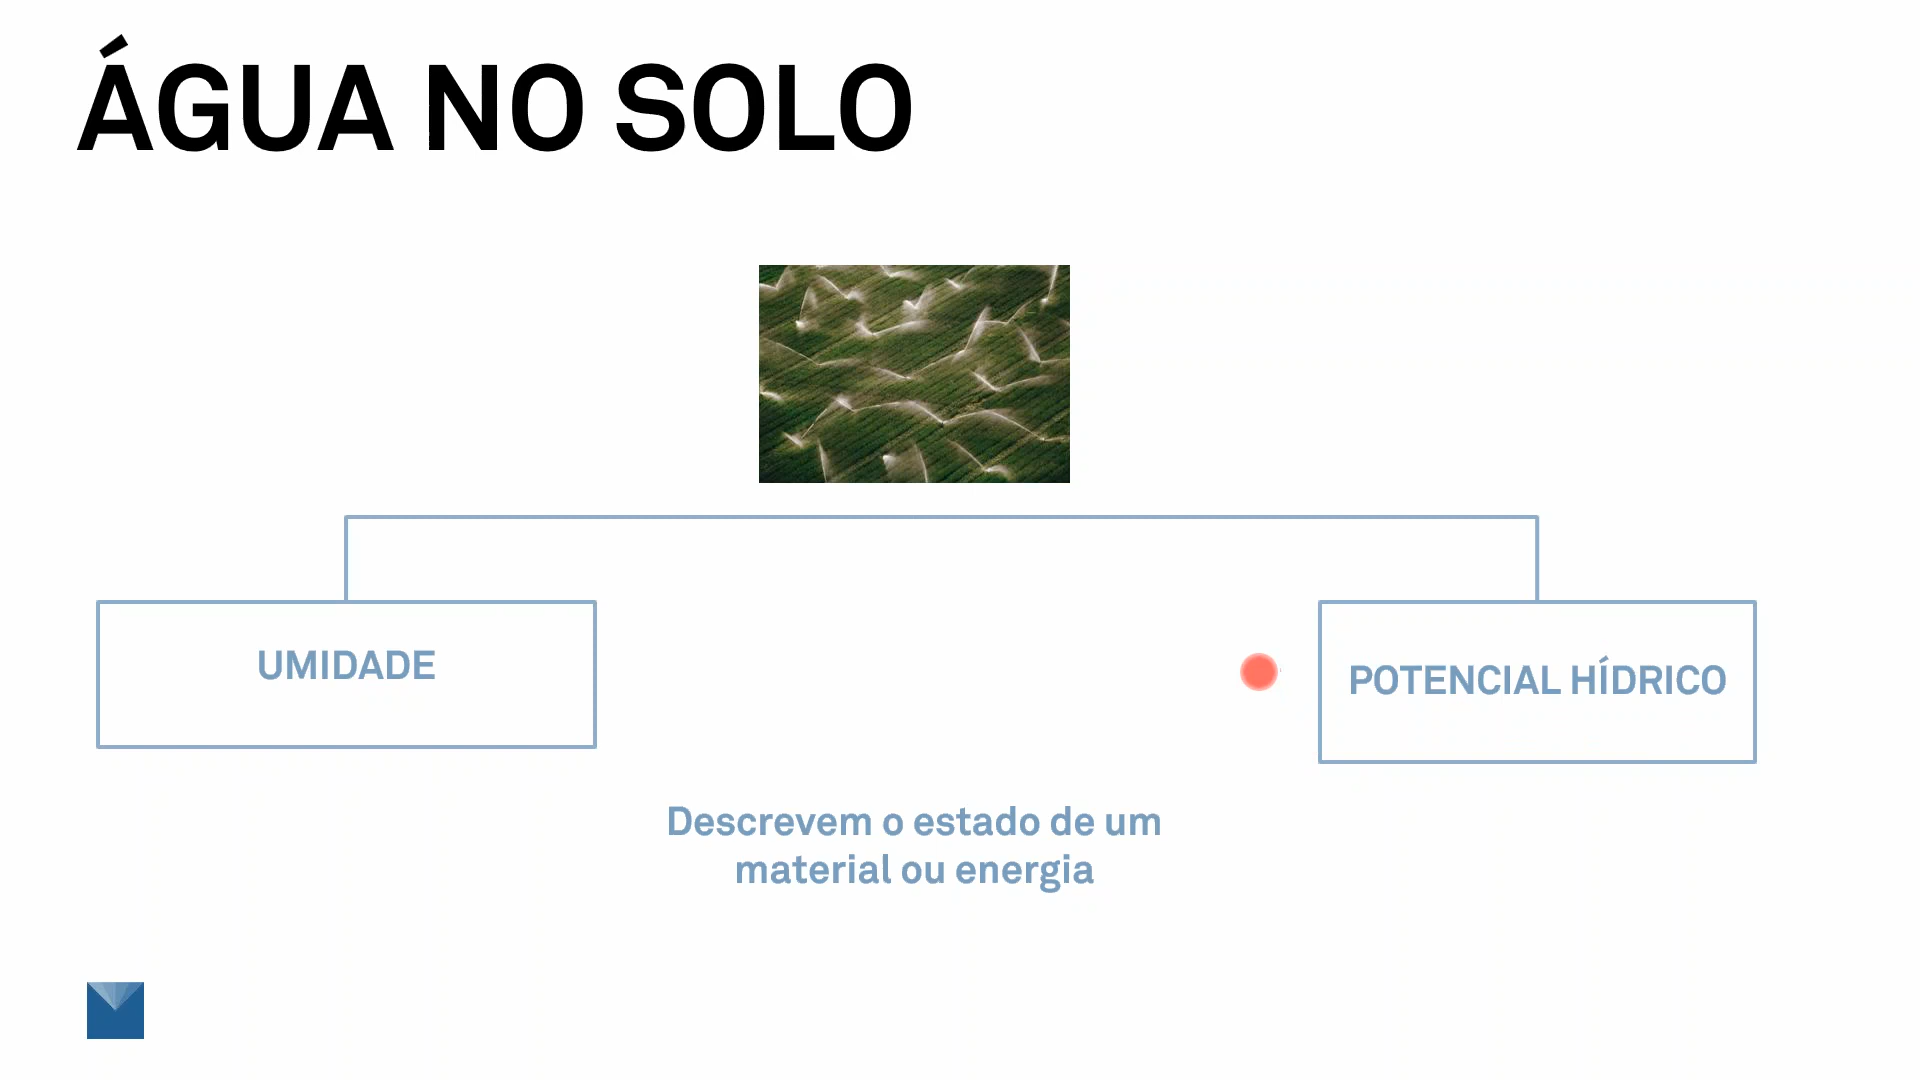 ÁGUA NO SOLO
UMIDADE
POTENCIAL HÍDRICO
Descrevem o estado de um
material ou energia